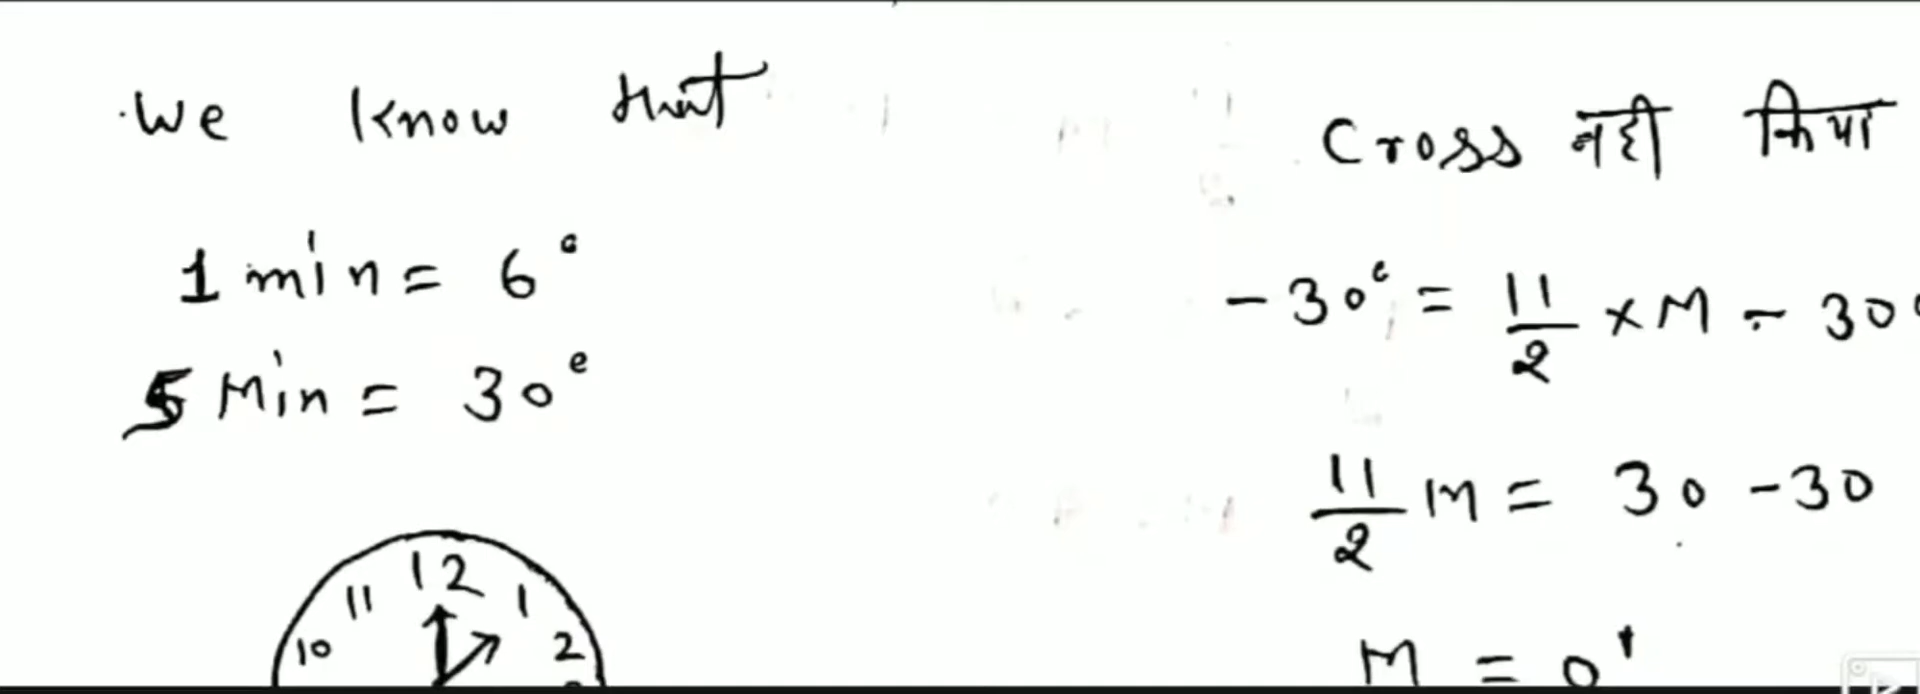 We know that
1 min = 6°
5 Min = 30°
12
11 1
10 2
Cross नही किया
-30° = 11/2 × M - 30°
11/2 M = 30 - 30
M = 0'